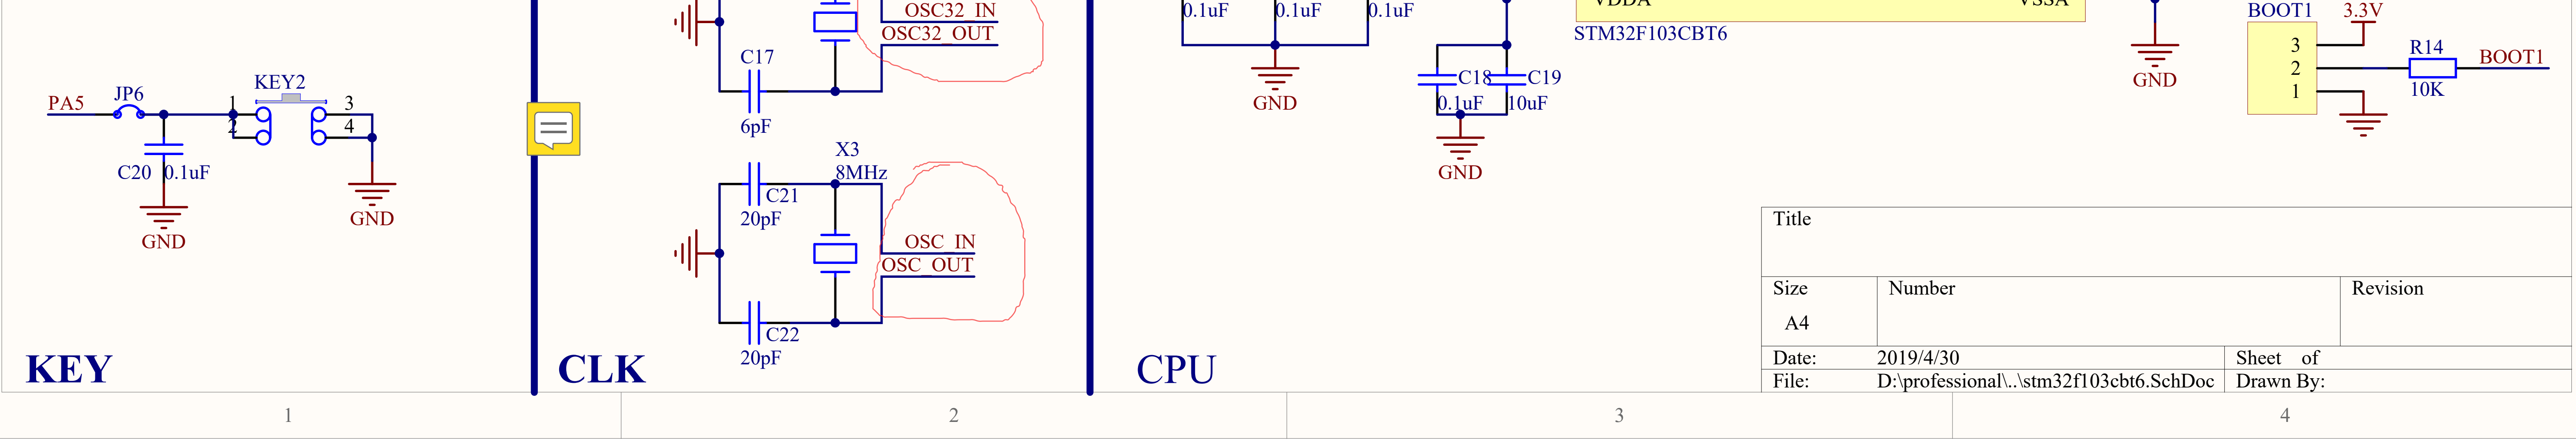 PA5
JP6
KEY2
1
2
3
4
C20
0.1uF
GND
GND
KEY
OSC32_IN
OSC32_OUT
C17
6pF
X3
8MHz
C21
20pF
OSC_IN
OSC_OUT
C22
20pF
CLK
0.1uF
0.1uF
0.1uF
GND
C18
0.1uF
C19
10uF
GND
CPU
VDDA
VSSA
STM32F103CBT6
GND
BOOT1
3
2
1
3.3V
R14
10K
BOOT1
Title
Size
A4
Number
Revision
Date:
2019/4/30
Sheet of
File:
D:\professional\..\stm32f103cbt6.SchDoc
Drawn By:
1
2
3
4